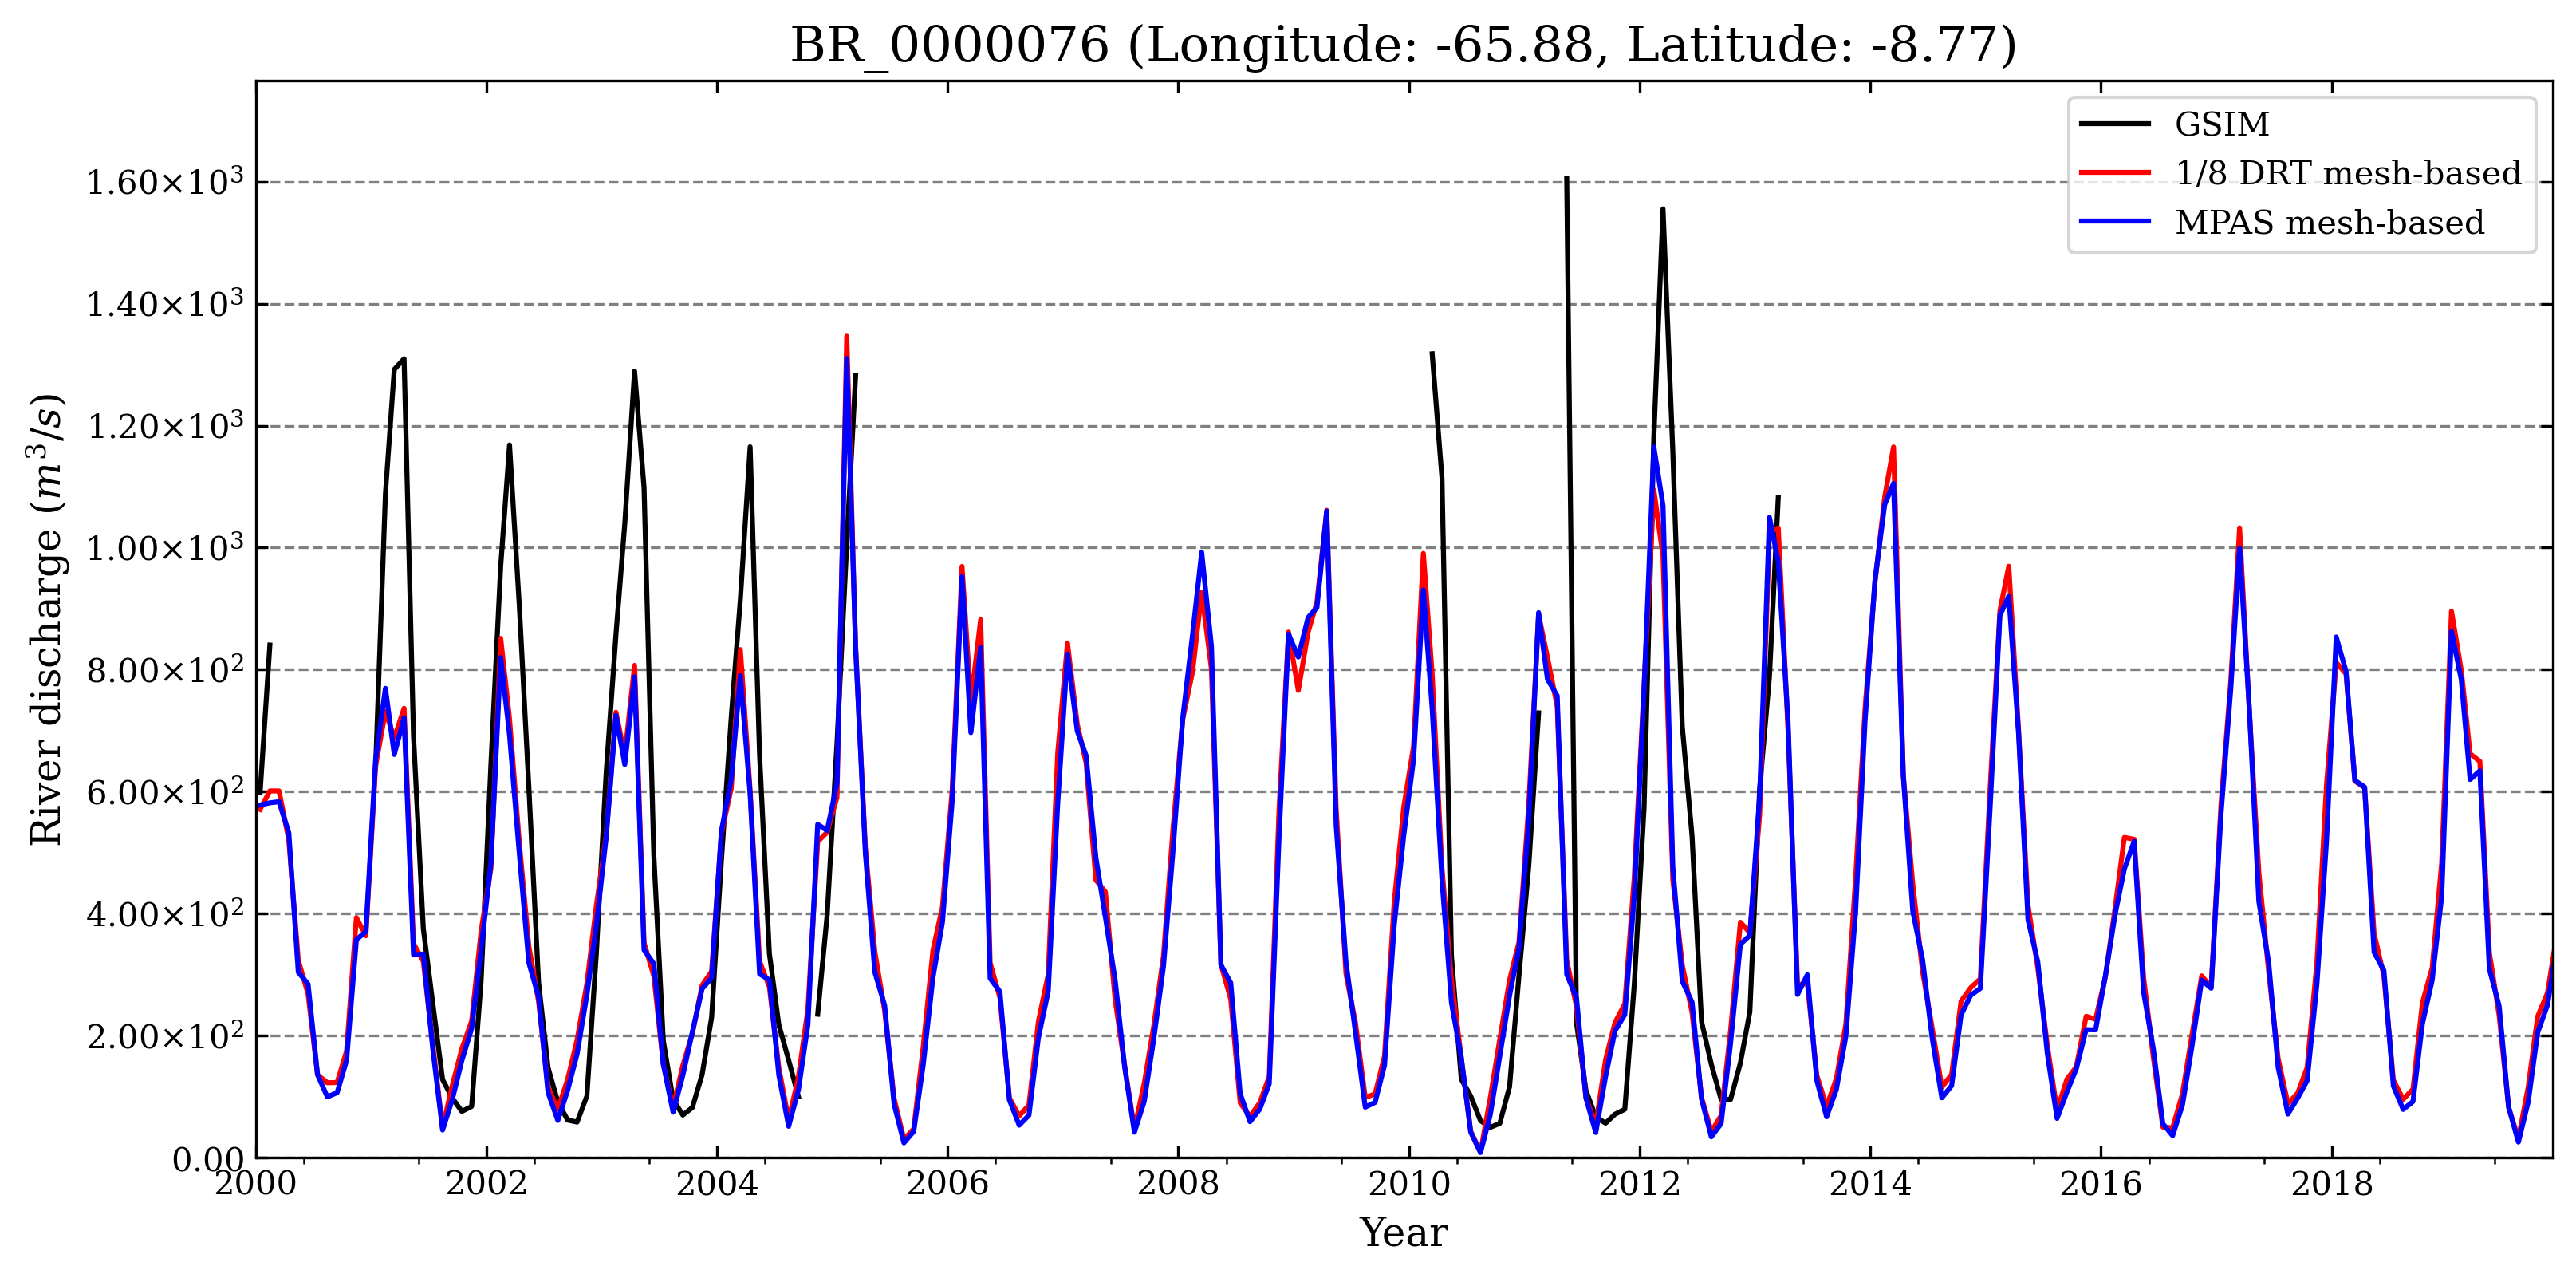 BR_0000076 (Longitude: -65.88, Latitude: -8.77)
GSIM
1/8 DRT mesh-based
MPAS mesh-based
River discharge (m³/s)
1.60×10³
1.40×10³
1.20×10³
1.00×10³
8.00×10²
6.00×10²
4.00×10²
2.00×10²
0.00
2000 2002 2004 2006 2008 2010 2012 2014 2016 2018
Year